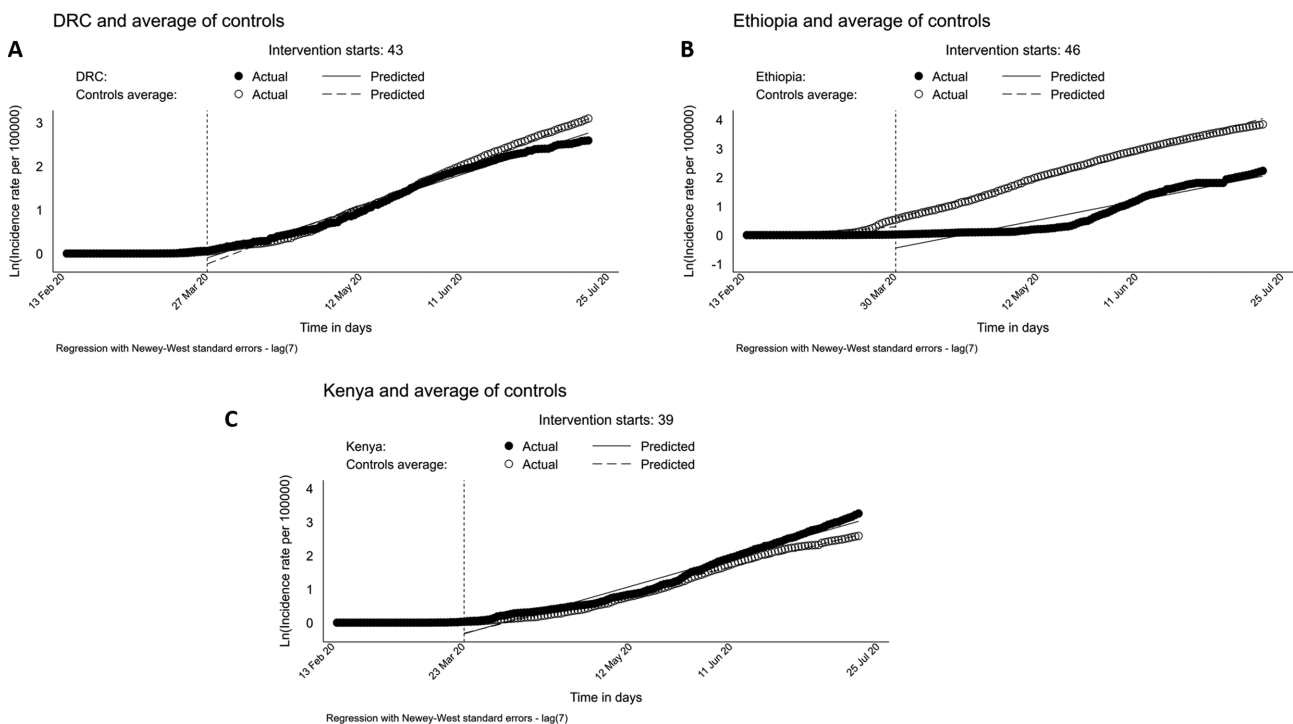 DRC and average of controls
A
Intervention starts: 43
DRC: Actual Predicted
Controls average: Actual Predicted
Ln(Incidence rate per 100000)
3
2
1
0
13 Feb 20 27 Mar 20 12 May 20 11 Jun 20 25 Jul 20
Time in days
Regression with Newey-West standard errors - lag(7)
Ethiopia and average of controls
B
Intervention starts: 46
Ethiopia: Actual Predicted
Controls average: Actual Predicted
Ln(Incidence rate per 100000)
4
3
2
1
0
-1
13 Feb 20 30 Mar 20 12 May 20 11 Jun 20 25 Jul 20
Time in days
Regression with Newey-West standard errors - lag(7)
Kenya and average of controls
C
Intervention starts: 39
Kenya: Actual Predicted
Controls average: Actual Predicted
Ln(Incidence rate per 100000)
4
3
2
1
0
13 Feb 20 23 Mar 20 12 May 20 11 Jun 20 25 Jul 20
Time in days
Regression with Newey-West standard errors - lag(7)